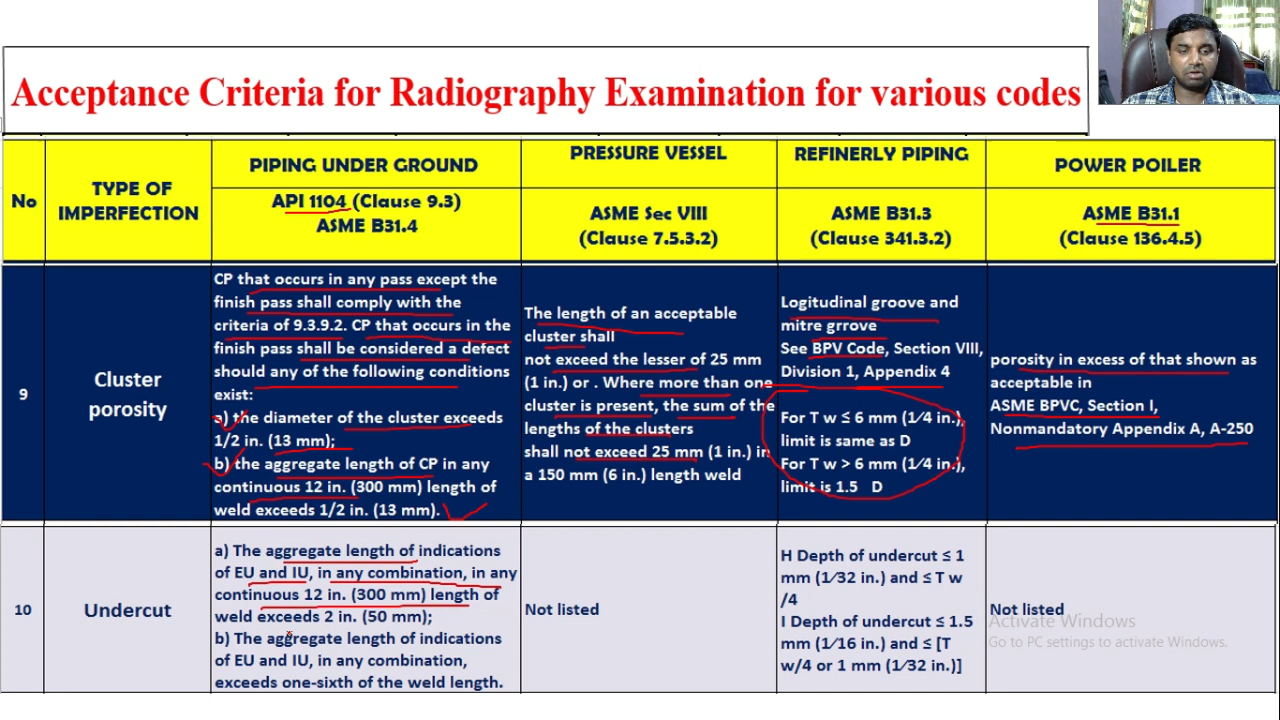 Acceptance Criteria for Radiography Examination for various codes
No
TYPE OF
IMPERFECTION
PIPING UNDER GROUND
API 1104 (Clause 9.3)
ASME B31.4
PRESSURE VESSEL
ASME Sec VIII
(Clause 7.5.3.2)
REFINERLY PIPING
ASME B31.3
(Clause 341.3.2)
POWER POILER
ASME B31.1
(Clause 136.4.5)
9
Cluster
porosity
CP that occurs in any pass except the
finish pass shall comply with the
criteria of 9.3.9.2. CP that occurs in the
finish pass shall be considered a defect
should any of the following conditions
exist:
a) the diameter of the cluster exceeds
1/2 in. (13 mm);
b) the aggregate length of CP in any
continuous 12 in. (300 mm) length of
weld exceeds 1/2 in. (13 mm).
The length of an acceptable
cluster shall
not exceed the lesser of 25 mm
(1 in.) or . Where more than one
cluster is present, the sum of the
lengths of the clusters
shall not exceed 25 mm (1 in.) in
a 150 mm (6 in.) length weld
Logitudinal groove and
mitre grrove
See BPV Code, Section VIII,
Division 1, Appendix 4
For T w ≤ 6 mm (1⁄4 in.),
limit is same as D
For T w > 6 mm (1⁄4 in.),
limit is 1.5 D
porosity in excess of that shown as
acceptable in
ASME BPVC, Section I,
Nonmandatory Appendix A, A-250
10
Undercut
a) The aggregate length of indications
of EU and IU, in any combination, in any
continuous 12 in. (300 mm) length of
weld exceeds 2 in. (50 mm);
b) The aggregate length of indications
of EU and IU, in any combination,
exceeds one-sixth of the weld length.
Not listed
H Depth of undercut ≤ 1
mm (1⁄32 in.) and ≤ T w
/4
I Depth of undercut ≤ 1.5
mm (1⁄16 in.) and ≤ [T
w/4 or 1 mm (1⁄32 in.)]
Not listed
Activate Windows
Go to PC settings to activate Windows.